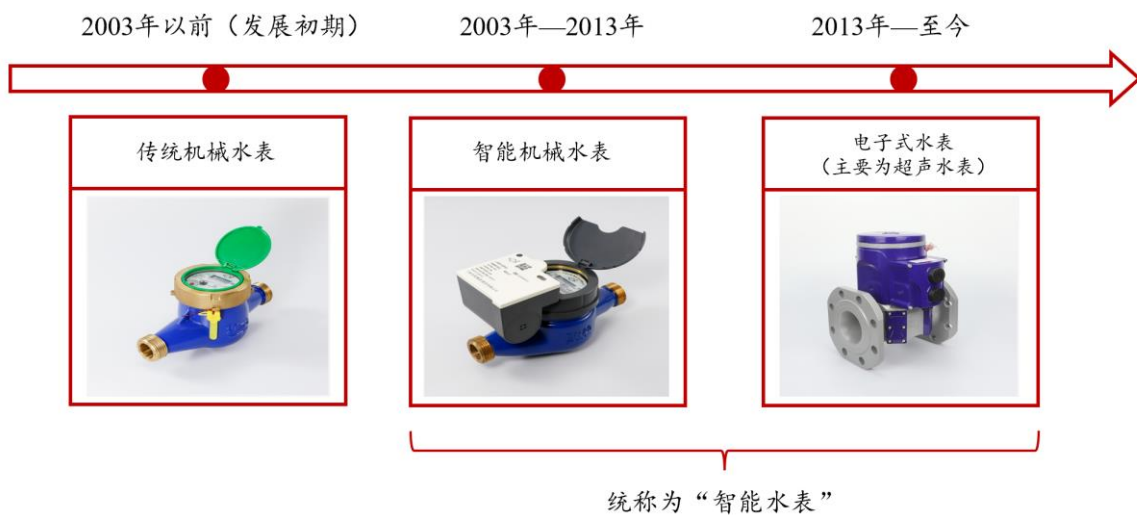 2003年以前（发展初期）
2003年—2013年
2013年—至今
传统机械水表
智能机械水表
电子式水表
（主要为超声水表）
统称为“智能水表”